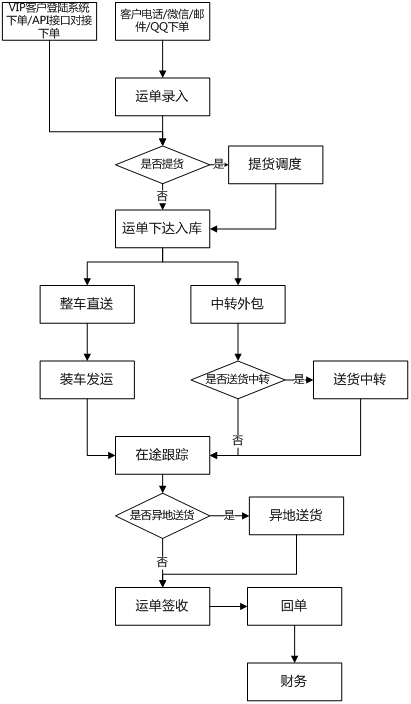 VIP客户登陆系统
下单/API接口对接
下单
客户电话/微信/邮
件/QQ下单
运单录入
是否提货
是
提货调度
否
运单下达入库
整车直送
中转外包
装车发运
是否送货中转
是
送货中转
否
在途跟踪
是否异地送货
是
异地送货
否
运单签收
回单
财务